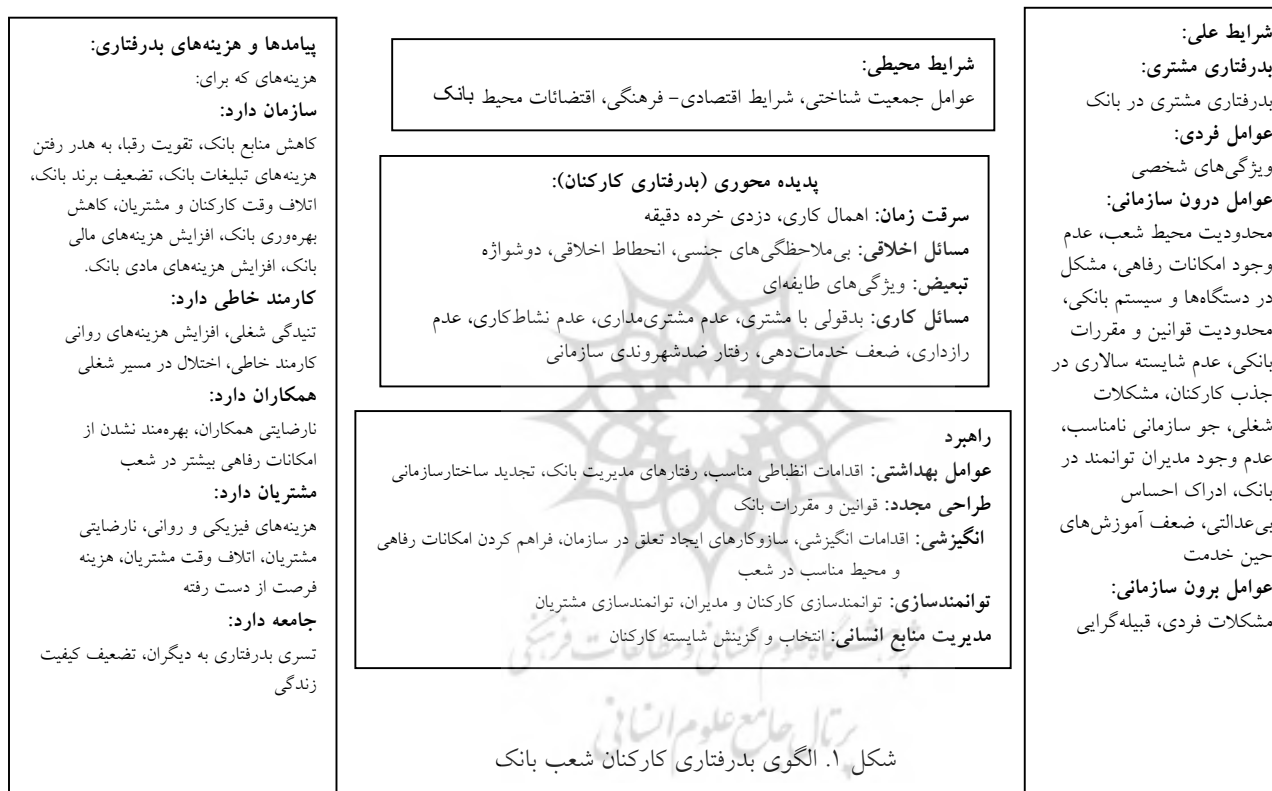 شرایط علی:
بدرفتاری مشتری:
بدرفتاری مشتری در بانک
عوامل فردی:
ویژگی‌های شخصی
عوامل درون سازمانی:
محدودیت محیط شعب، عدم
وجود امکانات رفاهی، مشکل
در دستگاه‌ها و سیستم بانکی،
محدودیت قوانین و مقررات
بانکی، عدم شایسته سالاری در
جذب کارکنان، مشکلات
شغلی، جو سازمانی نامناسب،
عدم وجود مدیران توانمند در
بانک، ادراک احساس
بی‌عدالتی، ضعف آموزش‌های
حین خدمت
عوامل برون سازمانی:
مشکلات فردی، قبیله‌گرایی
شرایط محیطی:
عوامل جمعیت شناختی، شرایط اقتصادی- فرهنگی، اقتضائات محیط بانک
پدیده محوری (بدرفتاری کارکنان):
سرقت زمان: اهمال کاری، دزدی خرده دقیقه
مسائل اخلاقی: بی‌ملاحظگی‌های جنسی، انحطاط اخلاقی، دوشواژه
تبعیض: ویژگی‌های طایفه‌ای
مسائل کاری: بدقولی با مشتری، عدم مشتری‌مداری، عدم نشاط‌کاری، عدم
رازداری، ضعف خدمات‌دهی، رفتار ضدشهروندی سازمانی
راهبرد
عوامل بهداشتی: اقدامات انظباطی مناسب، رفتارهای مدیریت بانک، تجدید ساختارسازمانی
طراحی مجدد: قوانین و مقررات بانک
انگیزشی: اقدامات انگیزشی، سازوکارهای ایجاد تعلق در سازمان، فراهم کردن امکانات رفاهی
و محیط مناسب در شعب
توانمندسازی: توانمندسازی کارکنان و مدیران، توانمندسازی مشتریان
مدیریت منابع انسانی: انتخاب و گزینش شایسته کارکنان
پژوهشگاه علوم انسانی و مطالعات فرهنگی
پرتال جامع علوم انسانی
شکل ۱. الگوی بدرفتاری کارکنان شعب بانک
پیامدها و هزینه‌های بدرفتاری:
هزینه‌های که برای:
سازمان دارد:
کاهش منابع بانک، تقویت رقبا، به هدر رفتن
هزینه‌های تبلیغات بانک، تضعیف برند بانک،
اتلاف وقت کارکنان و مشتریان، کاهش
بهره‌وری بانک، افزایش هزینه‌های مالی
بانک، افزایش هزینه‌های مادی بانک.
کارمند خاطی دارد:
تنیدگی شغلی، افزایش هزینه‌های روانی
کارمند خاطی، اختلال در مسیر شغلی
همکاران دارد:
نارضایتی همکاران، بهره‌مند نشدن از
امکانات رفاهی بیشتر در شعب
مشتریان دارد:
هزینه‌های فیزیکی و روانی، نارضایتی
مشتریان، اتلاف وقت مشتریان، هزینه
فرصت از دست رفته
جامعه دارد:
تسری بدرفتاری به دیگران، تضعیف کیفیت
زندگی